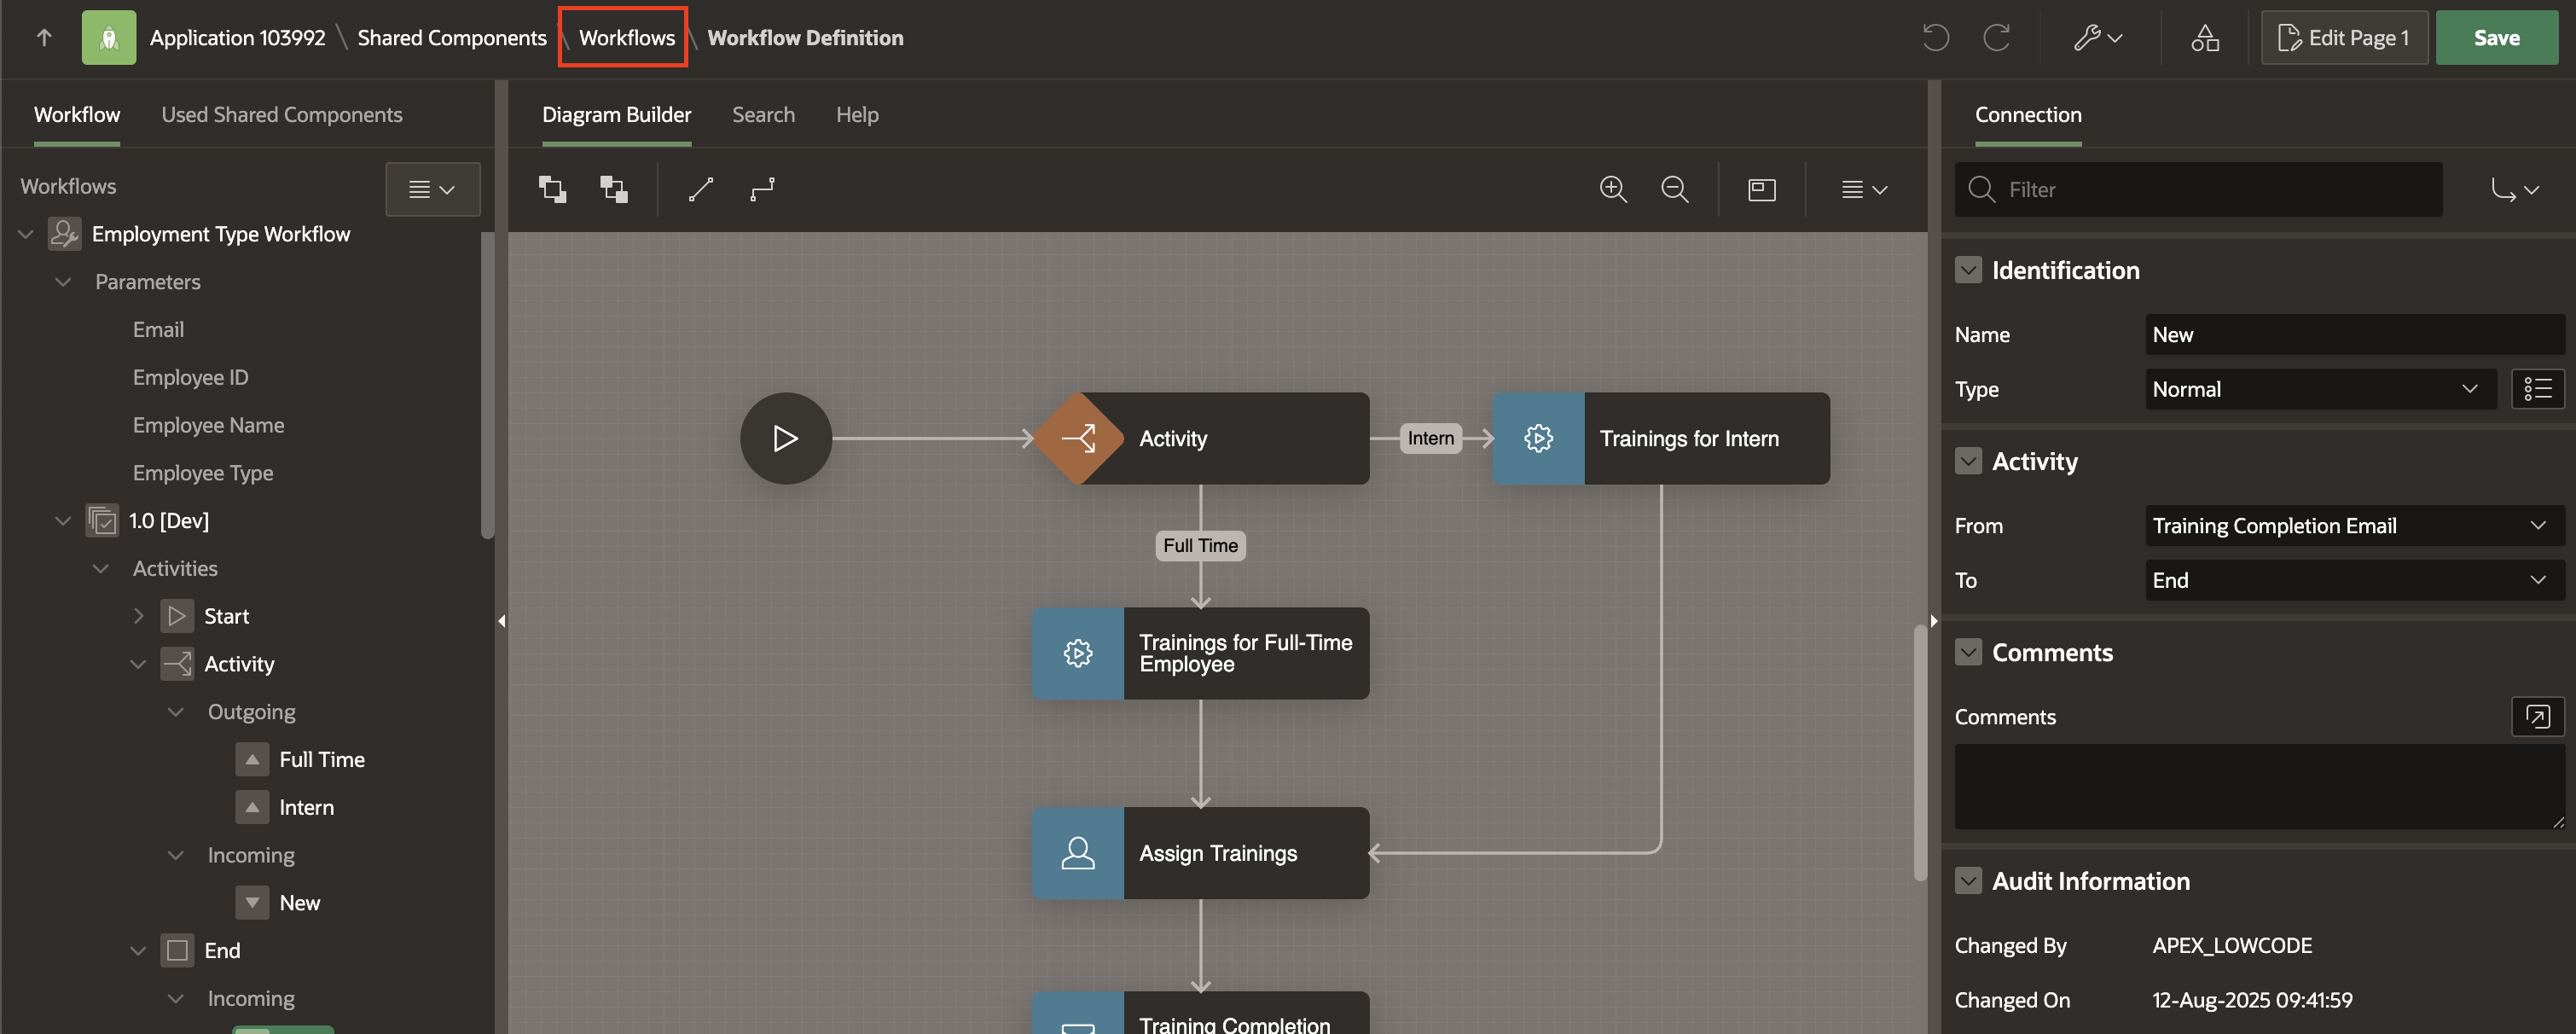 Application 103992 \ Shared Components \ Workflows \ Workflow Definition
Edit Page 1
Save
Workflow
Used Shared Components
Workflows
Employment Type Workflow
Parameters
Email
Employee ID
Employee Name
Employee Type
1.0 [Dev]
Activities
Start
Activity
Outgoing
Full Time
Intern
Incoming
New
End
Incoming
Diagram Builder
Search
Help
Activity
Intern
Trainings for Intern
Full Time
Trainings for Full-Time
Employee
Assign Trainings
Training Completion
Connection
Filter
Identification
Name
New
Type
Normal
Activity
From
Training Completion Email
To
End
Comments
Comments
Audit Information
Changed By
APEX_LOWCODE
Changed On
12-Aug-2025 09:41:59